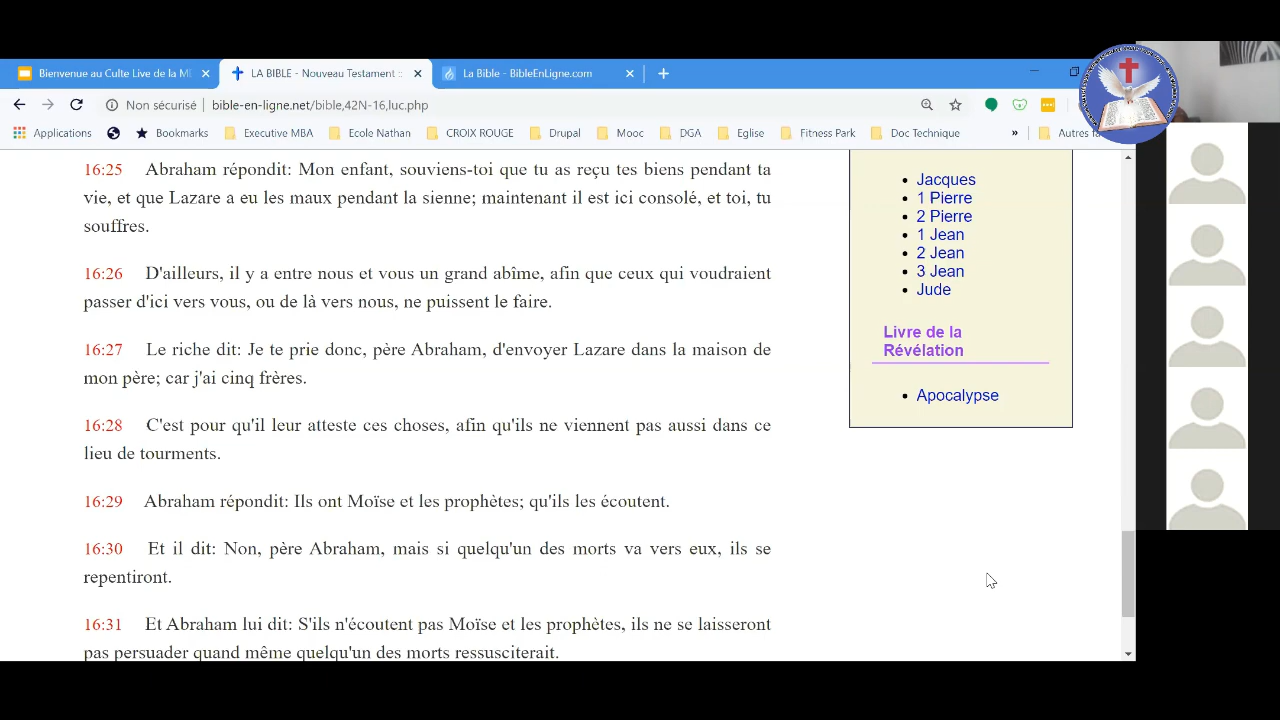 Bienvenue au Culte Live de la M
LA BIBLE - Nouveau Testament ::
La Bible - BibleEnLigne.com
Non sécurisé
bible-en-ligne.net/bible,42N-16,luc.php
Applications
Bookmarks
Executive MBA
Ecole Nathan
CROIX ROUGE
Drupal
Mooc
DGA
Eglise
Fitness Park
Doc Technique
»
Autres fa
16:25 Abraham répondit: Mon enfant, souviens-toi que tu as reçu tes biens pendant ta
vie, et que Lazare a eu les maux pendant la sienne; maintenant il est ici consolé, et toi, tu
souffres.
16:26 D'ailleurs, il y a entre nous et vous un grand abîme, afin que ceux qui voudraient
passer d'ici vers vous, ou de là vers nous, ne puissent le faire.
16:27 Le riche dit: Je te prie donc, père Abraham, d'envoyer Lazare dans la maison de
mon père; car j'ai cinq frères.
16:28 C'est pour qu'il leur atteste ces choses, afin qu'ils ne viennent pas aussi dans ce
lieu de tourments.
16:29 Abraham répondit: Ils ont Moïse et les prophètes; qu'ils les écoutent.
16:30 Et il dit: Non, père Abraham, mais si quelqu'un des morts va vers eux, ils se
repentiront.
16:31 Et Abraham lui dit: S'ils n'écoutent pas Moïse et les prophètes, ils ne se laisseront
pas persuader quand même quelqu'un des morts ressusciterait.
Jacques
1 Pierre
2 Pierre
1 Jean
2 Jean
3 Jean
Jude
Livre de la
Révélation
Apocalypse